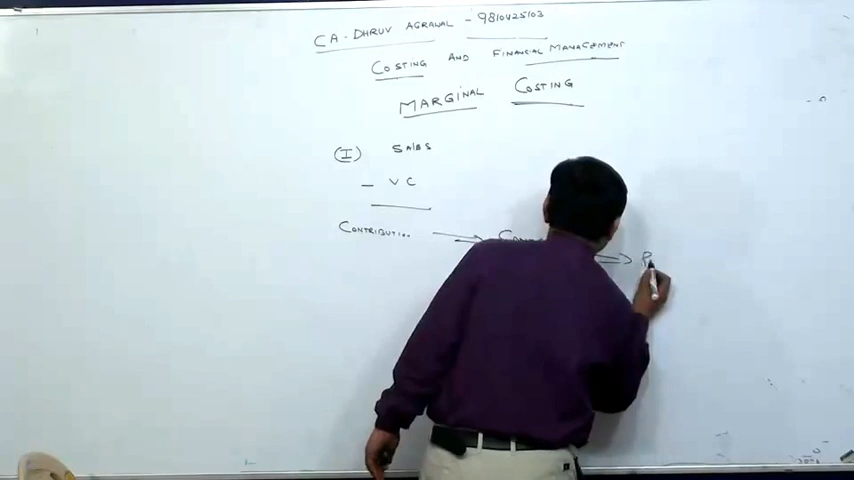 CA. DHRUV AGRAWAL - 9810425103
COSTING AND FINANCIAL MANAGEMENT
MARGINAL COSTING
(I) SALES
- VC
CONTRIBUTION